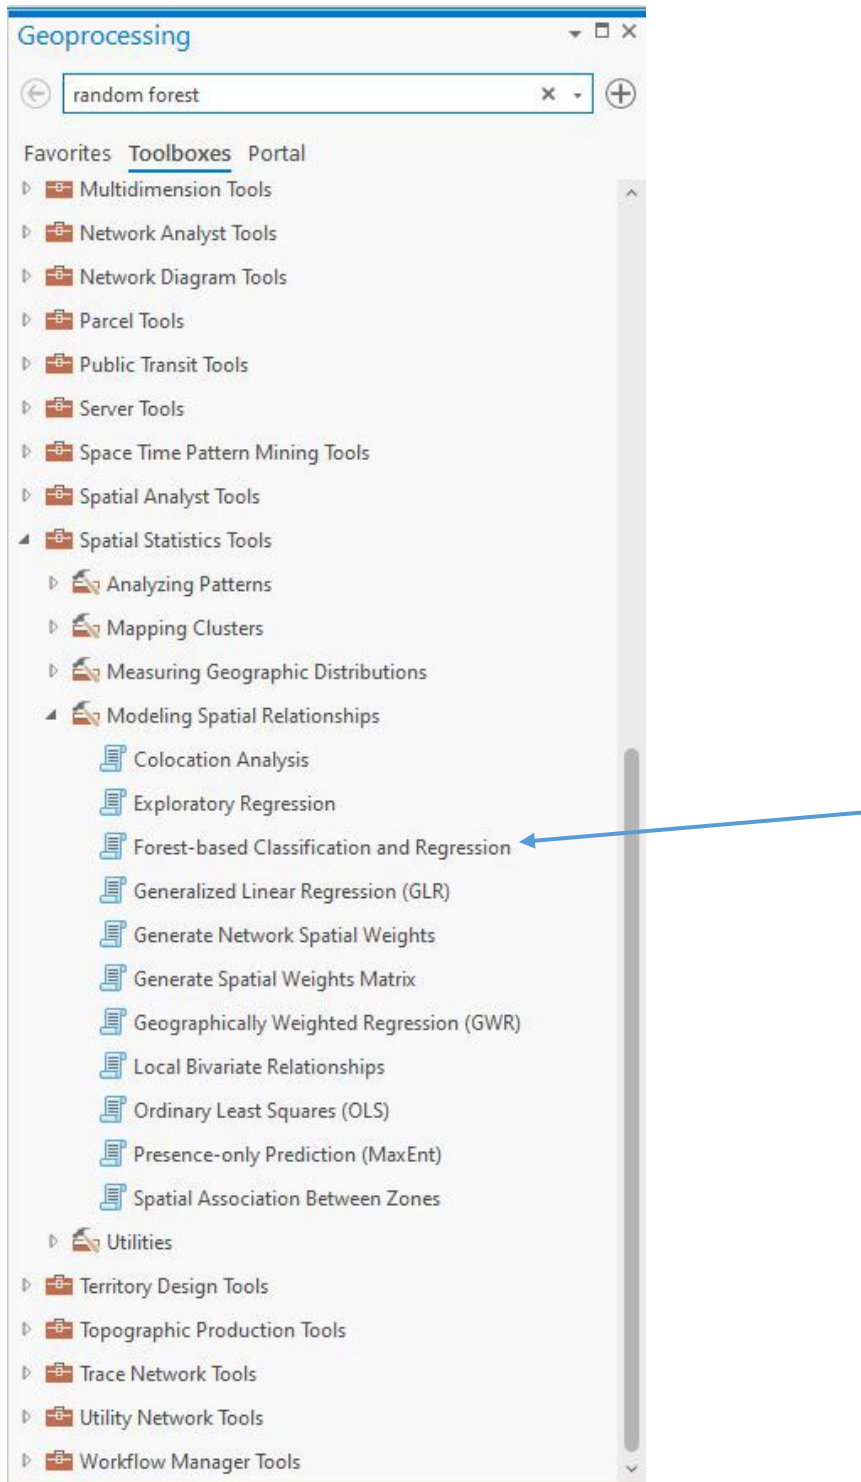 Geoprocessing
random forest
Favorites Toolboxes Portal
Multidimension Tools
Network Analyst Tools
Network Diagram Tools
Parcel Tools
Public Transit Tools
Server Tools
Space Time Pattern Mining Tools
Spatial Analyst Tools
Spatial Statistics Tools
Analyzing Patterns
Mapping Clusters
Measuring Geographic Distributions
Modeling Spatial Relationships
Colocation Analysis
Exploratory Regression
Forest-based Classification and Regression
Generalized Linear Regression (GLR)
Generate Network Spatial Weights
Generate Spatial Weights Matrix
Geographically Weighted Regression (GWR)
Local Bivariate Relationships
Ordinary Least Squares (OLS)
Presence-only Prediction (MaxEnt)
Spatial Association Between Zones
Utilities
Territory Design Tools
Topographic Production Tools
Trace Network Tools
Utility Network Tools
Workflow Manager Tools